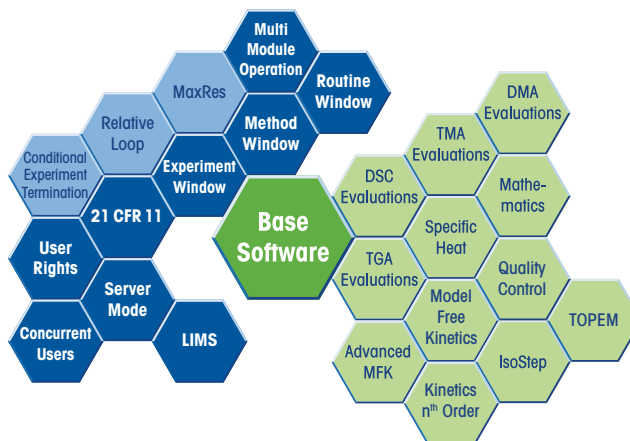 Multi
Module
Operation
Routine
Window
MaxRes
Method
Window
Relative
Loop
Experiment
Window
Conditional
Experiment
Termination
21 CFR 11
User
Rights
Server
Mode
Concurrent
Users
LIMS
Base
Software
DMA
Evaluations
TMA
Evaluations
DSC
Evaluations
Mathe-
matics
Specific
Heat
TGA
Evaluations
Quality
Control
Model
Free
Kinetics
TOPEM
Advanced
MFK
IsoStep
Kinetics
nth Order